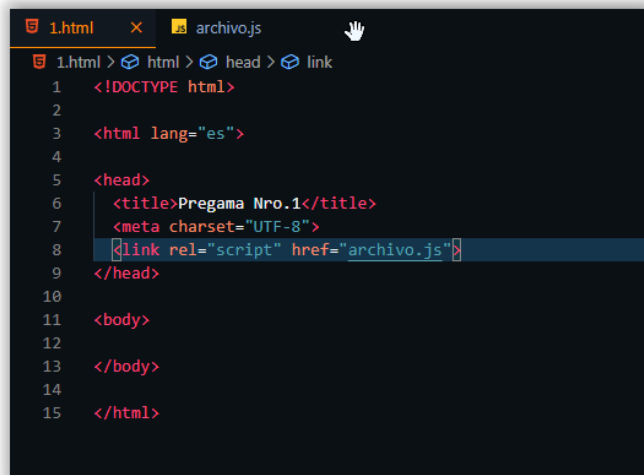 1.html × JS archivo.js
1.html > html > head > link
1 <!DOCTYPE html>
2
3 <html lang="es">
4
5 <head>
6 <title>Pregama Nro.1</title>
7 <meta charset="UTF-8">
8 <link rel="script" href="archivo.js">
9 </head>
10
11 <body>
12
13 </body>
14
15 </html>